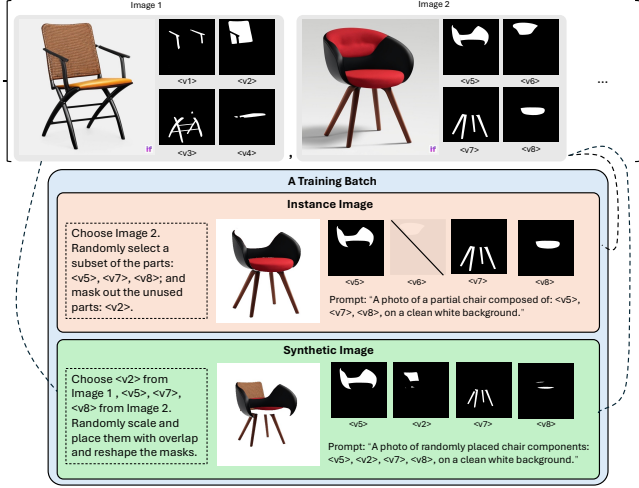 Image 1
Image 2
<v1>
<v2>
<v5>
<v6>
<v3>
<v4>
<v7>
<v8>
lf
lf
,
...
A Training Batch
Instance Image
Choose Image 2.
Randomly select a
subset of the parts:
<v5>, <v7>, <v8>; and
mask out the unused
parts: <v2>.
<v5>
<v6>
<v7>
<v8>
Prompt: "A photo of a partial chair composed of: <v5>,
<v7>, <v8>, on a clean white background."
Synthetic Image
Choose <v2> from
Image 1 , <v5>, <v7>,
<v8> from Image 2.
Randomly scale and
place them with overlap
and reshape the masks.
<v5>
<v2>
<v7>
<v8>
Prompt: "A photo of randomly placed chair components:
<v5>, <v2>, <v7>, <v8>, on a clean white background."